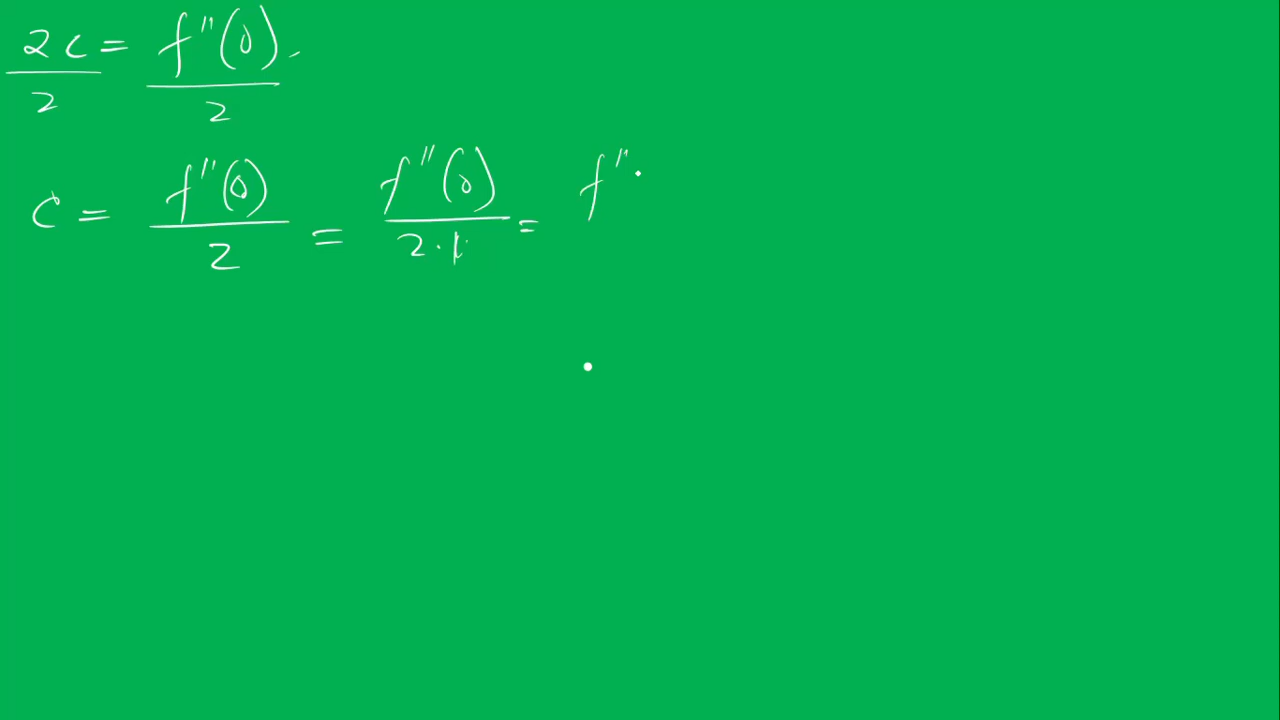 2c = f''(0)
2 2
c = f''(0) = f''(0) = f''
2 2·1